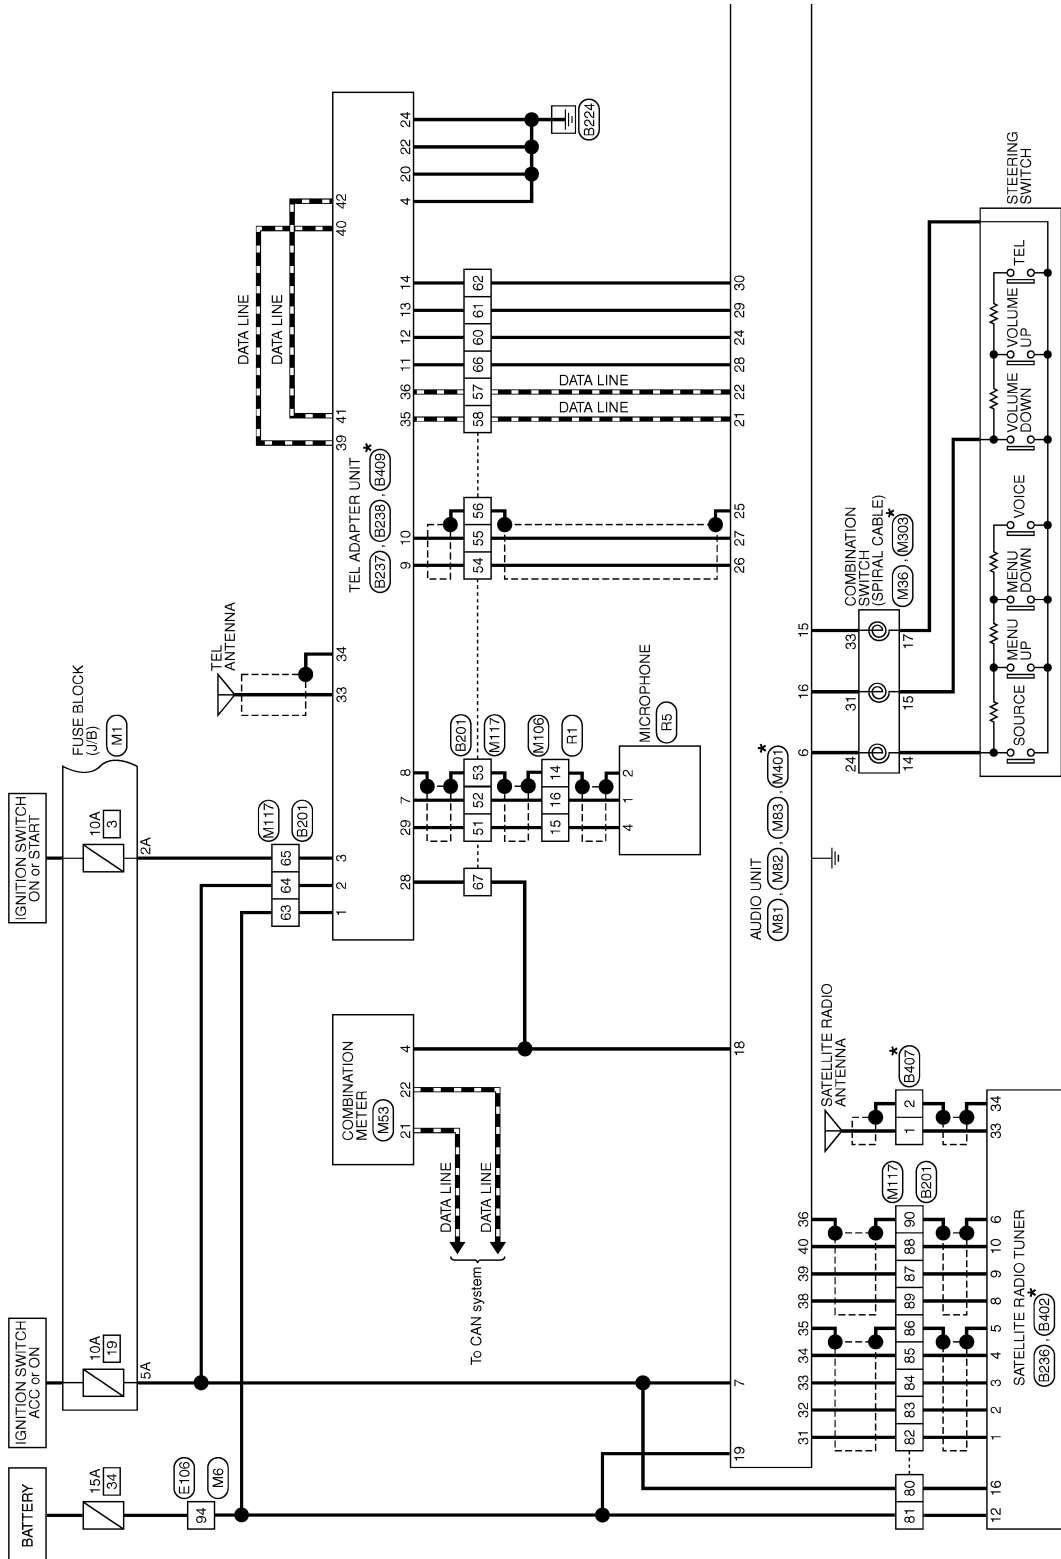 BATTERY
IGNITION SWITCH
ACC or ON
IGNITION SWITCH
ON or START
15A
34
10A
19
10A
3
FUSE BLOCK
(J/B)
M1
5A
2A
E106
M6
94
M117
B201
63 64 65
1 2 3
TEL
ANTENNA
33 34
39 41 40 42
DATA LINE
DATA LINE
TEL ADAPTER UNIT
B237 , B238 , B409 *
28 29 7 8 9 10 35 36 11 12 13 14 4 20 22 24
COMBINATION
METER
M53
21 22 4
DATA LINE
DATA LINE
To CAN system
67 51 52 53 54 55 56 58 57 66 60 61 62
B201
M117
B224
15 16 14
M106
R1
4 1 2
MICROPHONE
R5
DATA LINE
DATA LINE
19 7 18 26 27 25 21 22 28 24 29 30
AUDIO UNIT
M81 , M82 , M83 , M401 *
31 32 33 34 35 38 39 40 36 6 16 15
SATELLITE RADIO
ANTENNA
81 80 82 83 84 85 86 89 87 88 90
M117
B201
1 2
B407 *
12 16 1 2 3 4 5 8 9 10 6 33 34
SATELLITE RADIO TUNER
B236 , B402 *
24 31 33
14 15 17
COMBINATION
SWITCH
(SPIRAL CABLE)
M36 , M303 *
SOURCE
MENU
UP
MENU
DOWN
VOICE
VOLUME
DOWN
VOLUME
UP
TEL
STEERING
SWITCH